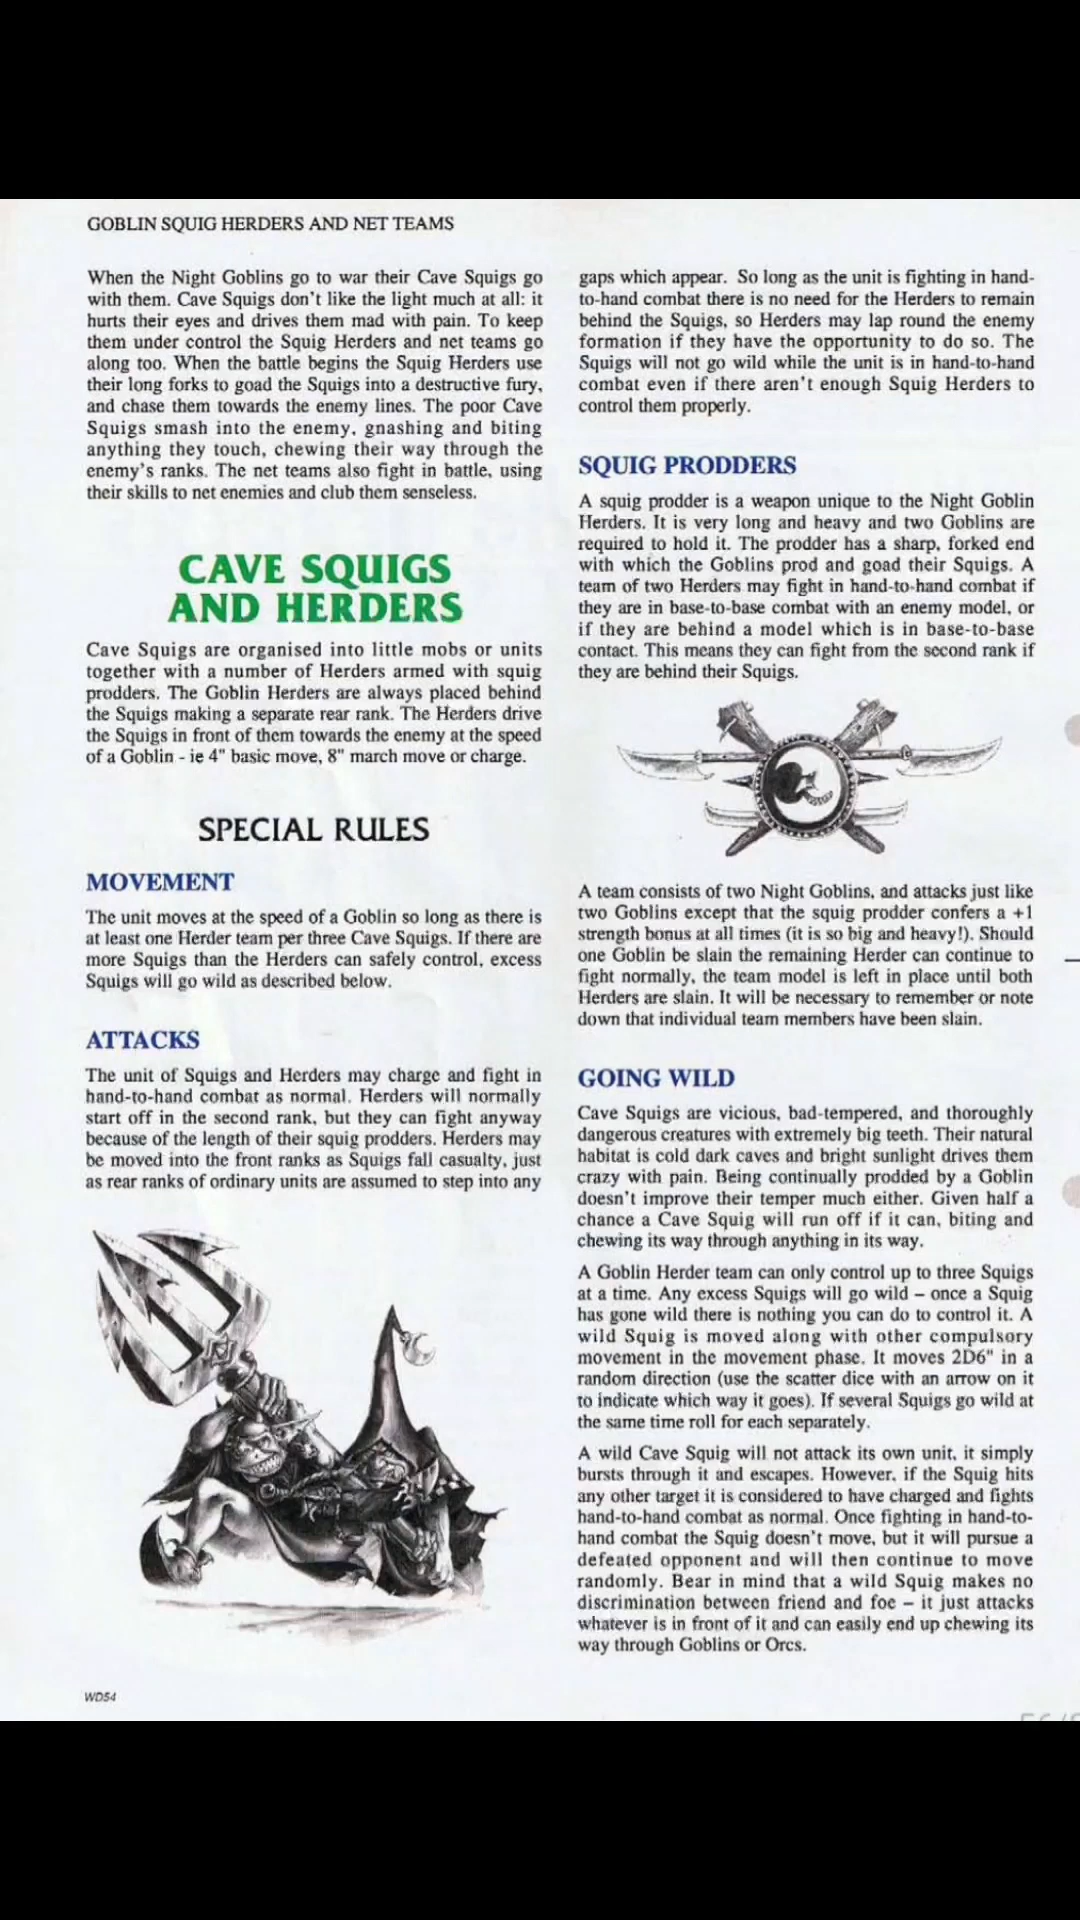 GOBLIN SQUIG HERDERS AND NET TEAMS
When the Night Goblins go to war their Cave Squigs go
with them. Cave Squigs don't like the light much at all: it
hurts their eyes and drives them mad with pain. To keep
them under control the Squig Herders and net teams go
along too. When the battle begins the Squig Herders use
their long forks to goad the Squigs into a destructive fury,
and chase them towards the enemy lines. The poor Cave
Squigs smash into the enemy, gnashing and biting
anything they touch, chewing their way through the
enemy's ranks. The net teams also fight in battle, using
their skills to net enemies and club them senseless.
CAVE SQUIGS
AND HERDERS
Cave Squigs are organised into little mobs or units
together with a number of Herders armed with squig
prodders. The Goblin Herders are always placed behind
the Squigs making a separate rear rank. The Herders drive
the Squigs in front of them towards the enemy at the speed
of a Goblin - ie 4" basic move, 8" march move or charge.
SPECIAL RULES
MOVEMENT
The unit moves at the speed of a Goblin so long as there is
at least one Herder team per three Cave Squigs. If there are
more Squigs than the Herders can safely control, excess
Squigs will go wild as described below.
ATTACKS
The unit of Squigs and Herders may charge and fight in
hand-to-hand combat as normal. Herders will normally
start off in the second rank, but they can fight anyway
because of the length of their squig prodders. Herders may
be moved into the front ranks as Squigs fall casualty, just
as rear ranks of ordinary units are assumed to step into any
WD54
gaps which appear. So long as the unit is fighting in hand-
to-hand combat there is no need for the Herders to remain
behind the Squigs, so Herders may lap round the enemy
formation if they have the opportunity to do so. The
Squigs will not go wild while the unit is in hand-to-hand
combat even if there aren't enough Squig Herders to
control them properly.
SQUIG PRODDERS
A squig prodder is a weapon unique to the Night Goblin
Herders. It is very long and heavy and two Goblins are
required to hold it. The prodder has a sharp, forked end
with which the Goblins prod and goad their Squigs. A
team of two Herders may fight in hand-to-hand combat if
they are in base-to-base combat with an enemy model, or
if they are behind a model which is in base-to-base
contact. This means they can fight from the second rank if
they are behind their Squigs.
A team consists of two Night Goblins, and attacks just like
two Goblins except that the squig prodder confers a +1
strength bonus at all times (it is so big and heavy!). Should
one Goblin be slain the remaining Herder can continue to
fight normally, the team model is left in place until both
Herders are slain. It will be necessary to remember or note
down that individual team members have been slain.
GOING WILD
Cave Squigs are vicious, bad-tempered, and thoroughly
dangerous creatures with extremely big teeth. Their natural
habitat is cold dark caves and bright sunlight drives them
crazy with pain. Being continually prodded by a Goblin
doesn't improve their temper much either. Given half a
chance a Cave Squig will run off if it can, biting and
chewing its way through anything in its way.
A Goblin Herder team can only control up to three Squigs
at a time. Any excess Squigs will go wild – once a Squig
has gone wild there is nothing you can do to control it. A
wild Squig is moved along with other compulsory
movement in the movement phase. It moves 2D6" in a
random direction (use the scatter dice with an arrow on it
to indicate which way it goes). If several Squigs go wild at
the same time roll for each separately.
A wild Cave Squig will not attack its own unit, it simply
bursts through it and escapes. However, if the Squig hits
any other target it is considered to have charged and fights
hand-to-hand combat as normal. Once fighting in hand-to-
hand combat the Squig doesn't move, but it will pursue a
defeated opponent and will then continue to move
randomly. Bear in mind that a wild Squig makes no
discrimination between friend and foe – it just attacks
whatever is in front of it and can easily end up chewing its
way through Goblins or Orcs.